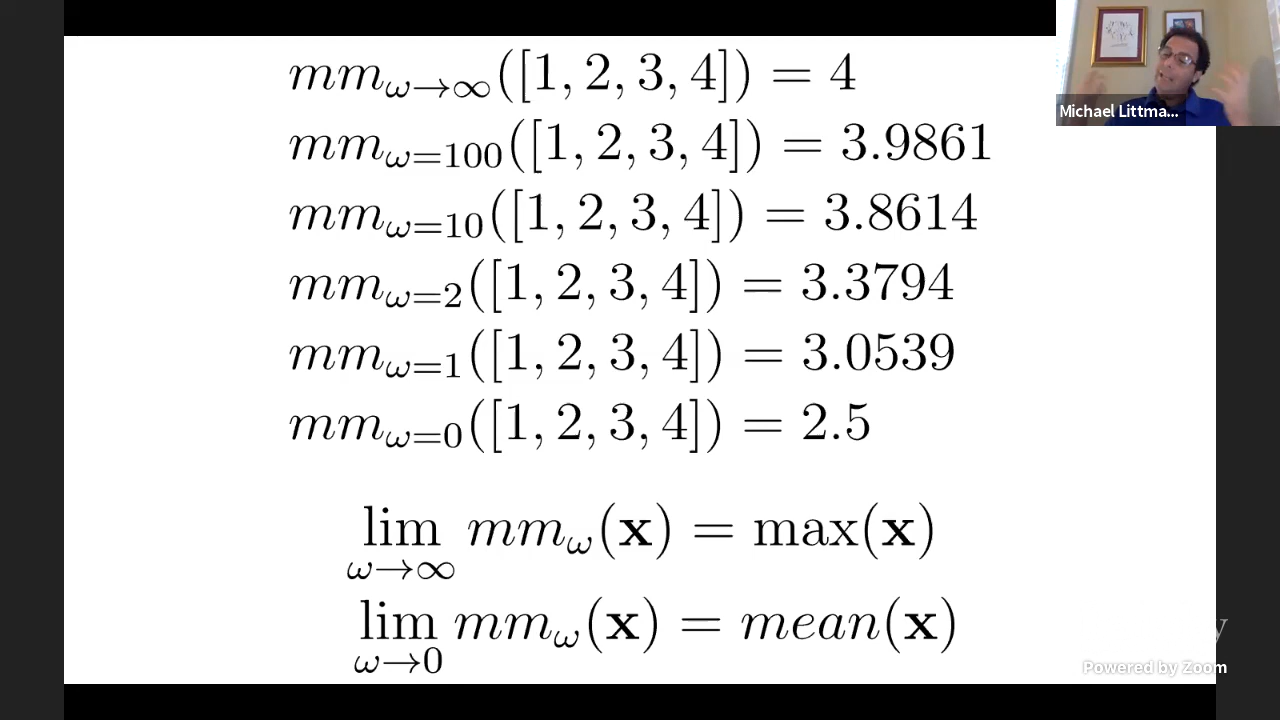 mm_{ω→∞}([1, 2, 3, 4]) = 4
mm_{ω=100}([1, 2, 3, 4]) = 3.9861
mm_{ω=10}([1, 2, 3, 4]) = 3.8614
mm_{ω=2}([1, 2, 3, 4]) = 3.3794
mm_{ω=1}([1, 2, 3, 4]) = 3.0539
mm_{ω=0}([1, 2, 3, 4]) = 2.5
lim_{ω→∞} mm_ω(x) = max(x)
lim_{ω→0} mm_ω(x) = mean(x)
Michael Littma...
y
Powered by Zoom